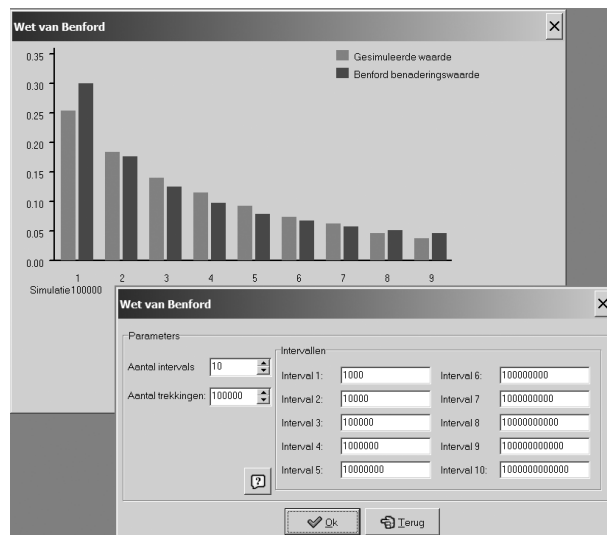 Wet van Benford
0.35
Gesimuleerde waarde
Benford benaderingswaarde
0.30
0.25
0.20
0.15
0.10
0.05
0.00
1 2 3 4 5 6 7 8 9
Simulatie100000
Wet van Benford
Parameters
Aantal intervals 10
Aantal trekkingen: 100000
Intervallen
Interval 1: 1000 Interval 6: 100000000
Interval 2: 10000 Interval 7 1000000000
Interval 3: 100000 Interval 8 10000000000
Interval 4: 1000000 Interval 9 100000000000
Interval 5: 10000000 Interval 10: 1000000000000
Ok Terug